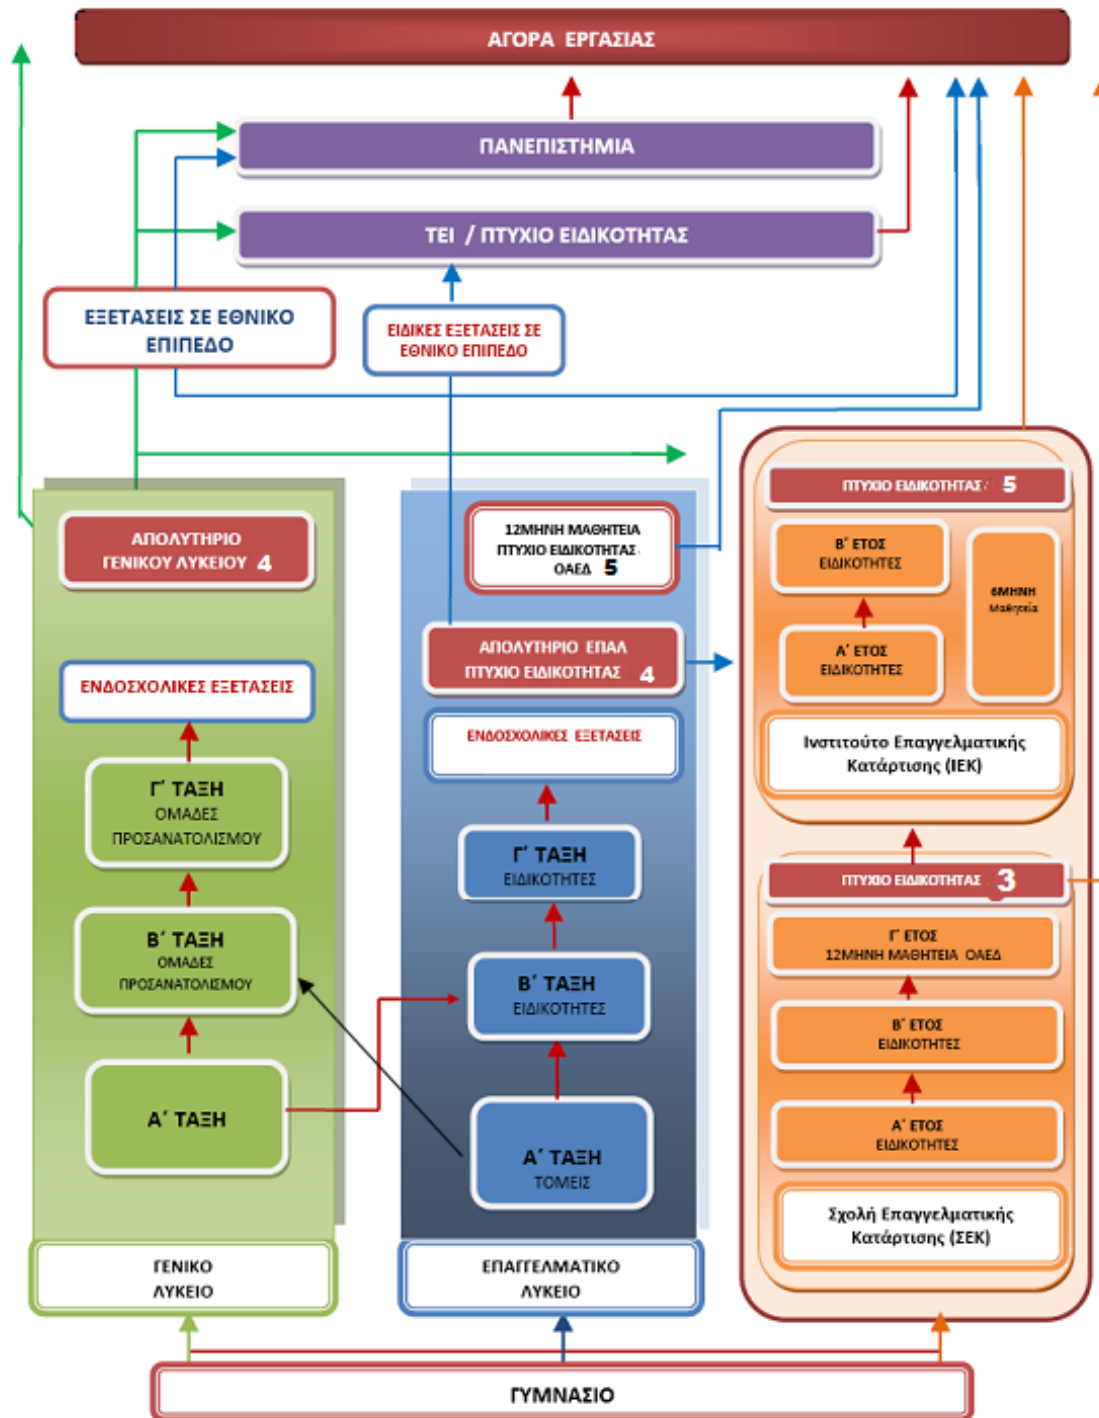 ΑΓΟΡΑ ΕΡΓΑΣΙΑΣ
ΠΑΝΕΠΙΣΤΗΜΙΑ
ΤΕΙ / ΠΤΥΧΙΟ ΕΙΔΙΚΟΤΗΤΑΣ
ΕΞΕΤΑΣΕΙΣ ΣΕ ΕΘΝΙΚΟ
ΕΠΙΠΕΔΟ
ΕΙΔΙΚΕΣ ΕΞΕΤΑΣΕΙΣ ΣΕ
ΕΘΝΙΚΟ ΕΠΙΠΕΔΟ
ΑΠΟΛΥΤΗΡΙΟ
ΓΕΝΙΚΟΥ ΛΥΚΕΙΟΥ 4
ΕΝΔΟΣΧΟΛΙΚΕΣ ΕΞΕΤΑΣΕΙΣ
Γ΄ ΤΑΞΗ
ΟΜΑΔΕΣ
ΠΡΟΣΑΝΑΤΟΛΙΣΜΟΥ
Β΄ ΤΑΞΗ
ΟΜΑΔΕΣ
ΠΡΟΣΑΝΑΤΟΛΙΣΜΟΥ
Α΄ ΤΑΞΗ
ΓΕΝΙΚΟ
ΛΥΚΕΙΟ
12ΜΗΝΗ ΜΑΘΗΤΕΙΑ
ΠΤΥΧΙΟ ΕΙΔΙΚΟΤΗΤΑΣ
ΟΑΕΔ 5
ΑΠΟΛΥΤΗΡΙΟ ΕΠΑΛ
ΠΤΥΧΙΟ ΕΙΔΙΚΟΤΗΤΑΣ 4
ΕΝΔΟΣΧΟΛΙΚΕΣ ΕΞΕΤΑΣΕΙΣ
Γ΄ ΤΑΞΗ
ΕΙΔΙΚΟΤΗΤΕΣ
Β΄ ΤΑΞΗ
ΕΙΔΙΚΟΤΗΤΕΣ
Α΄ ΤΑΞΗ
ΤΟΜΕΙΣ
ΕΠΑΓΓΕΛΜΑΤΙΚΟ
ΛΥΚΕΙΟ
ΠΤΥΧΙΟ ΕΙΔΙΚΟΤΗΤΑΣ 5
Β΄ ΕΤΟΣ
ΕΙΔΙΚΟΤΗΤΕΣ
6ΜΗΝΗ
Μαθητεία
Α΄ ΕΤΟΣ
ΕΙΔΙΚΟΤΗΤΕΣ
Ινστιτούτο Επαγγελματικής
Κατάρτισης (ΙΕΚ)
ΠΤΥΧΙΟ ΕΙΔΙΚΟΤΗΤΑΣ 3
Γ΄ ΕΤΟΣ
12ΜΗΝΗ ΜΑΘΗΤΕΙΑ ΟΑΕΔ
Β΄ ΕΤΟΣ
ΕΙΔΙΚΟΤΗΤΕΣ
Α΄ ΕΤΟΣ
ΕΙΔΙΚΟΤΗΤΕΣ
Σχολή Επαγγελματικής
Κατάρτισης (ΣΕΚ)
ΓΥΜΝΑΣΙΟ